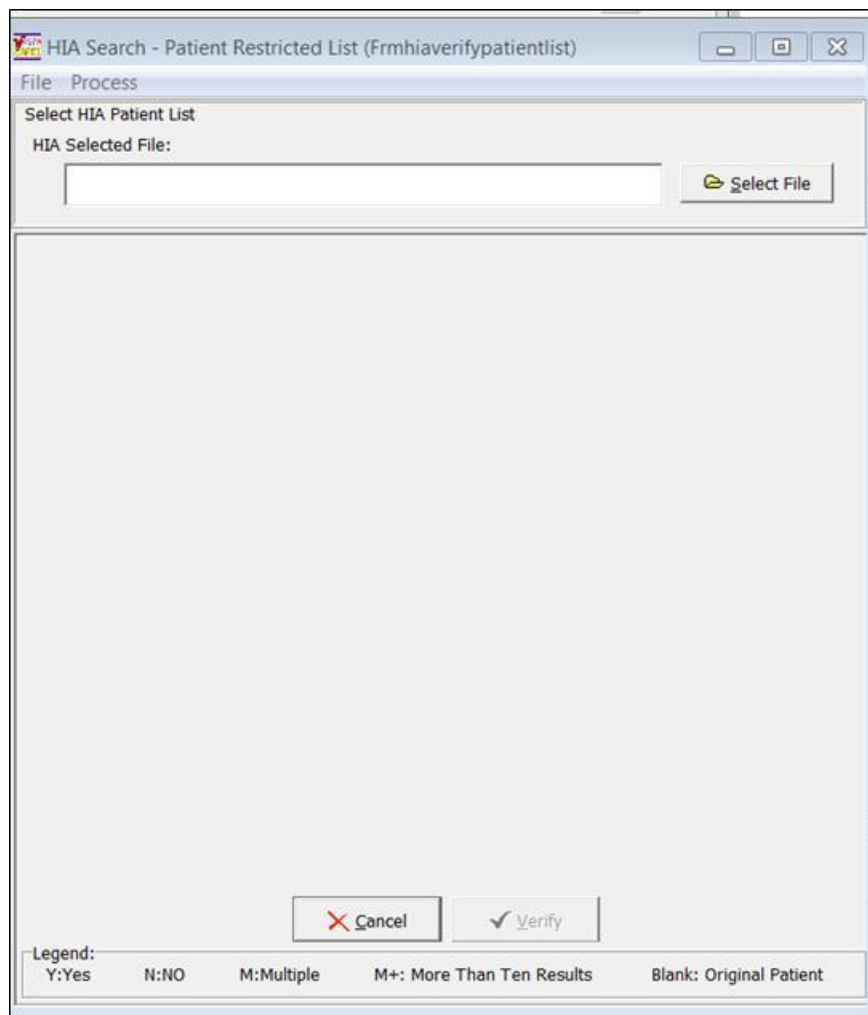 HIA Search - Patient Restricted List (Frmhiaverifypatientlist)
File Process
Select HIA Patient List
HIA Selected File:
Select File
Cancel Verify
Legend:
Y:Yes N:NO M:Multiple M+: More Than Ten Results Blank: Original Patient